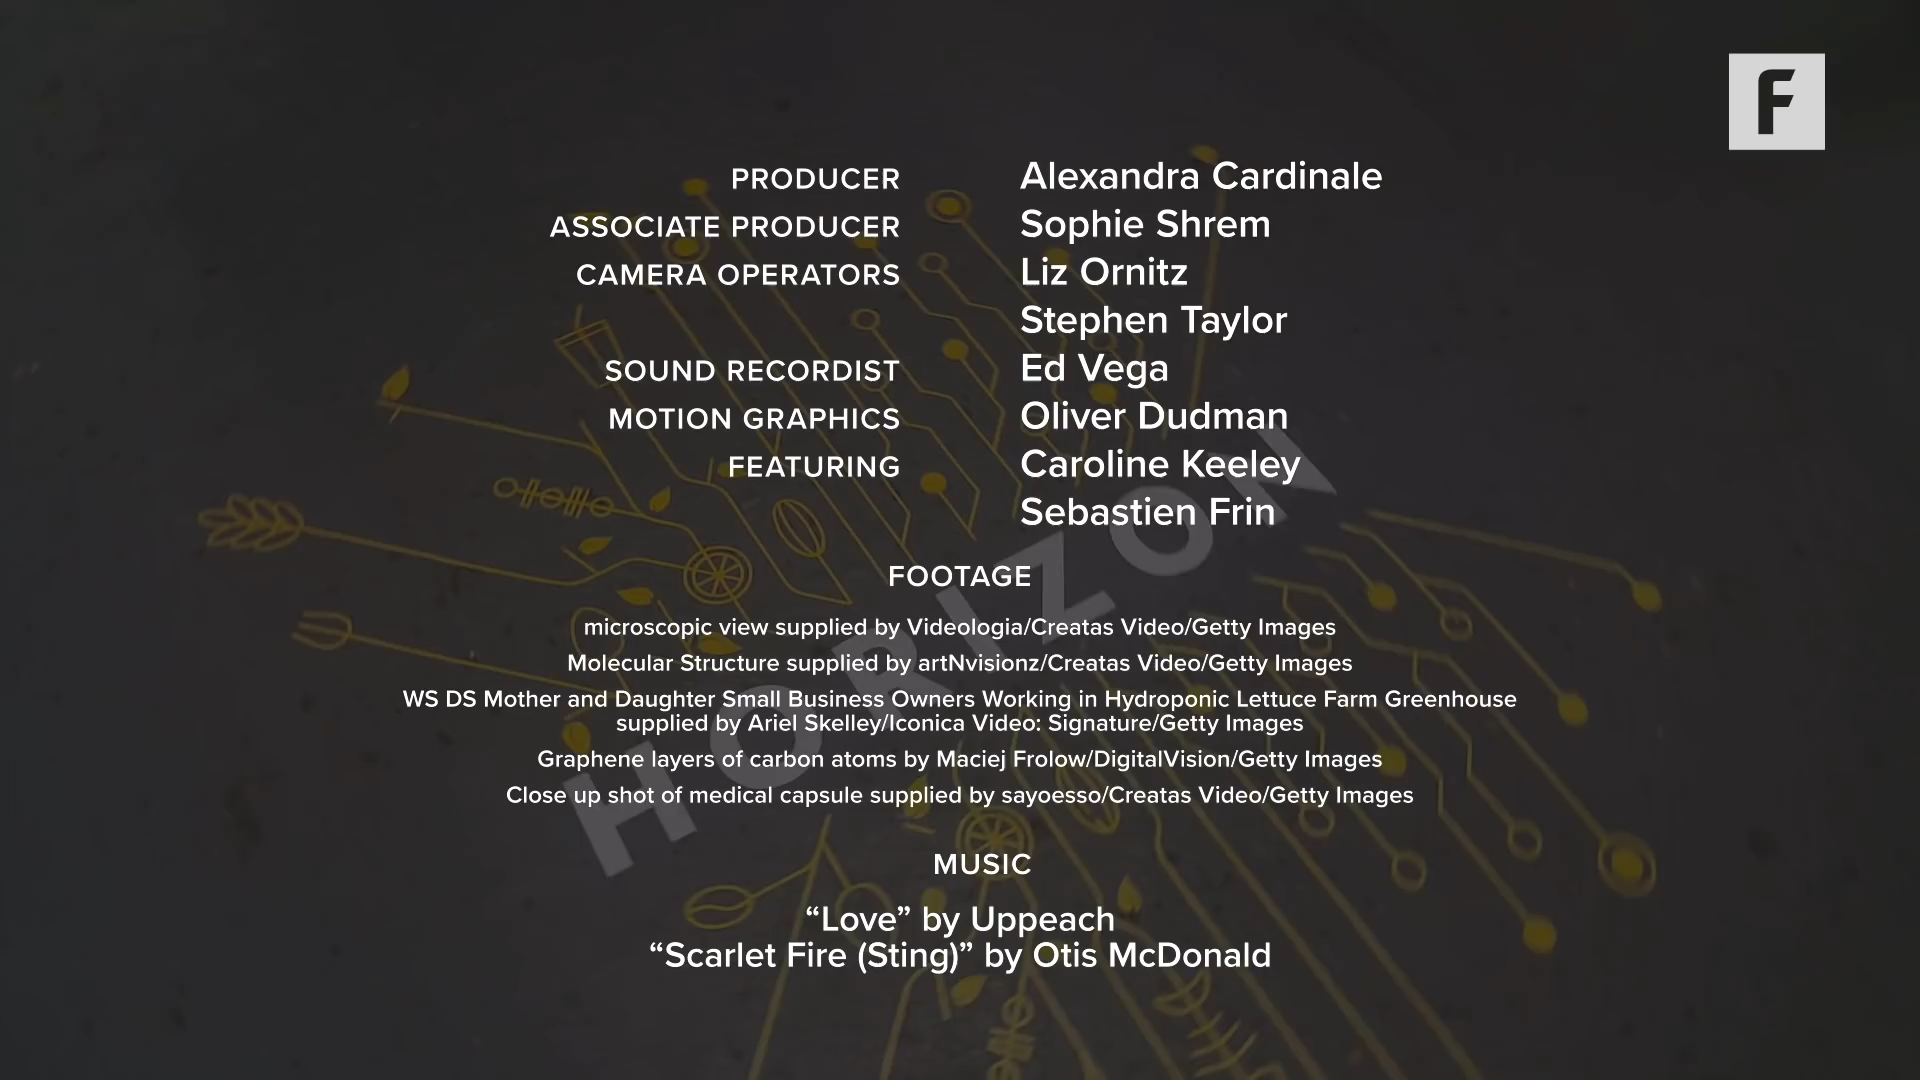 F
PRODUCER Alexandra Cardinale
ASSOCIATE PRODUCER Sophie Shrem
CAMERA OPERATORS Liz Ornitz
Stephen Taylor
SOUND RECORDIST Ed Vega
MOTION GRAPHICS Oliver Dudman
FEATURING Caroline Keeley
Sebastien Frin
HORIZON
FOOTAGE
microscopic view supplied by Videologia/Creatas Video/Getty Images
Molecular Structure supplied by artNvisionz/Creatas Video/Getty Images
WS DS Mother and Daughter Small Business Owners Working in Hydroponic Lettuce Farm Greenhouse
supplied by Ariel Skelley/Iconica Video: Signature/Getty Images
Graphene layers of carbon atoms by Maciej Frolow/DigitalVision/Getty Images
Close up shot of medical capsule supplied by sayoesso/Creatas Video/Getty Images
MUSIC
“Love” by Uppeach
“Scarlet Fire (Sting)” by Otis McDonald